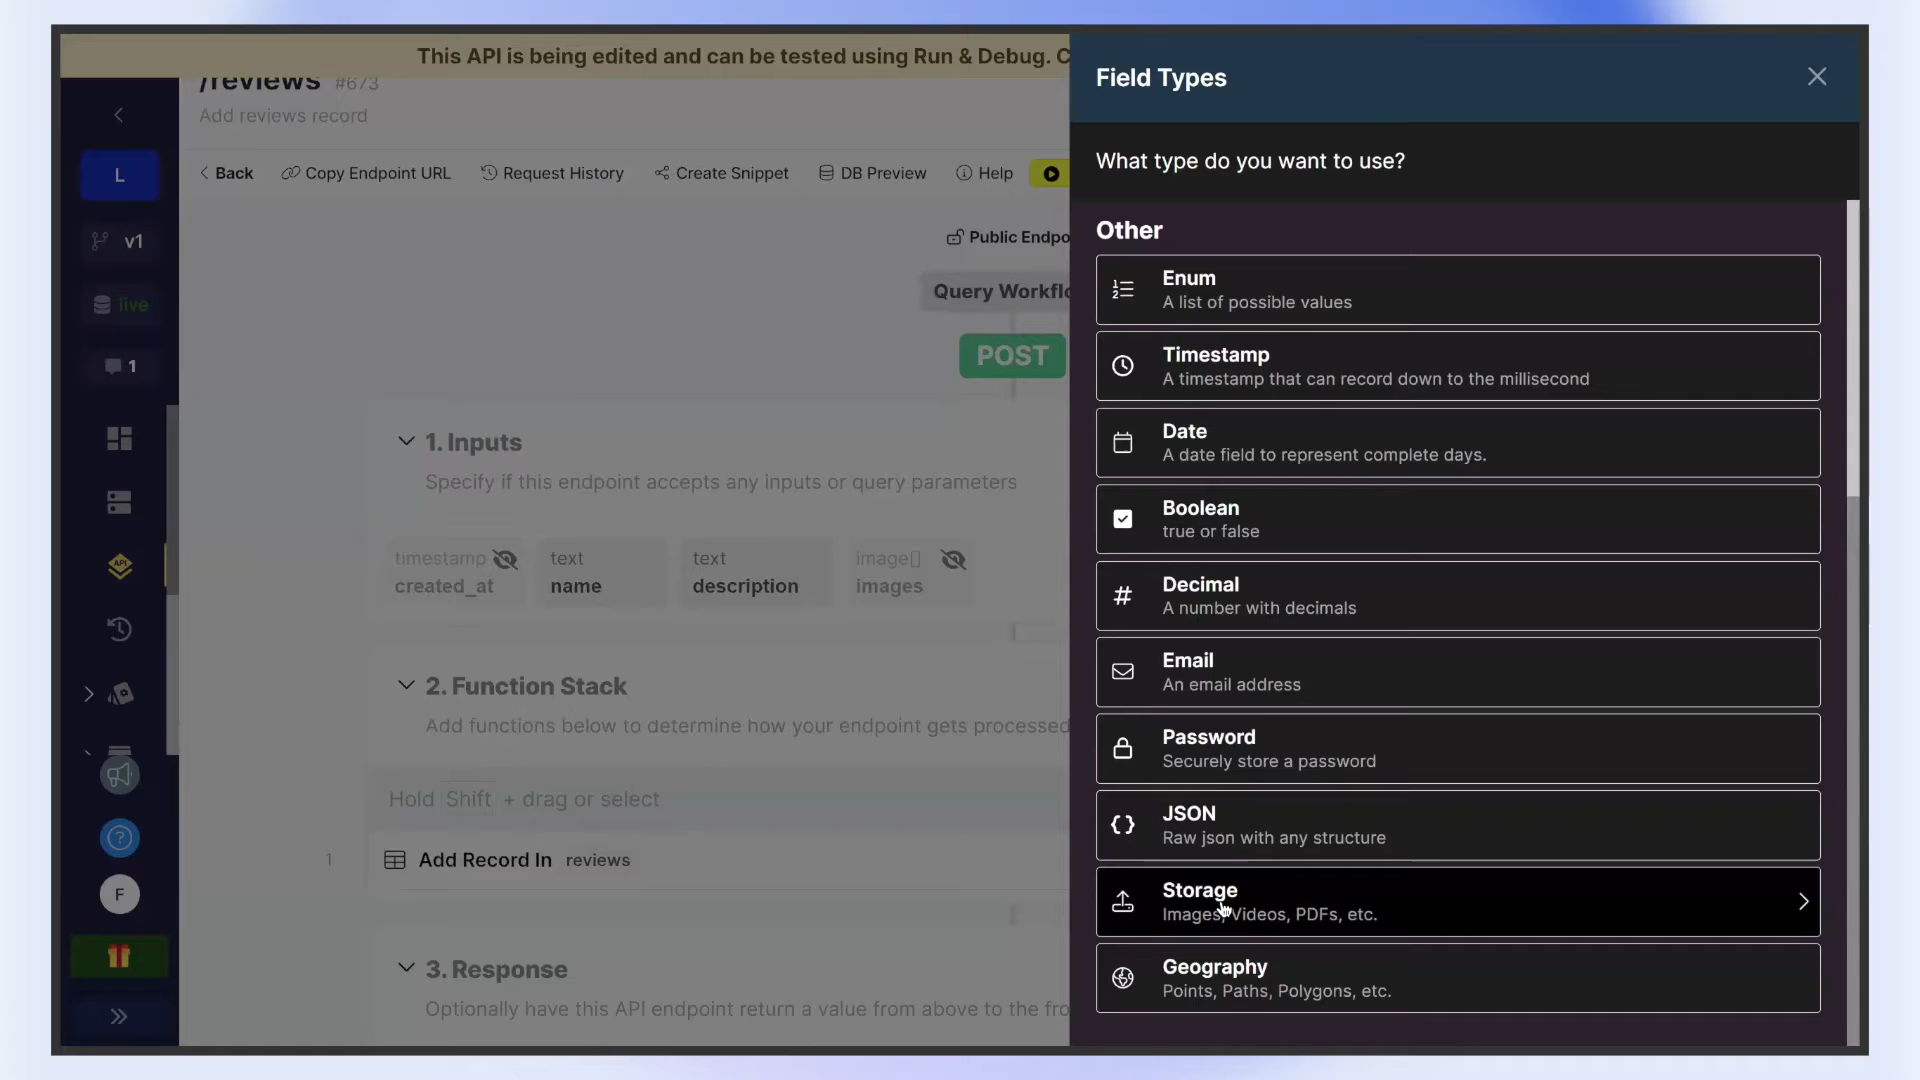 This API is being edited and can be tested using Run & Debug. C
/reviews #673
Add reviews record
Back
Copy Endpoint URL
Request History
Create Snippet
DB Preview
Help
L
v1
live
1
API
F
Public Endpo
Query Workflo
POST
1. Inputs
Specify if this endpoint accepts any inputs or query parameters
timestamp
created_at
text
name
text
description
image[]
images
2. Function Stack
Add functions below to determine how your endpoint gets processed
Hold Shift + drag or select
1
Add Record In reviews
3. Response
Optionally have this API endpoint return a value from above to the fro
Field Types
What type do you want to use?
Other
Enum
A list of possible values
Timestamp
A timestamp that can record down to the millisecond
Date
A date field to represent complete days.
Boolean
true or false
Decimal
A number with decimals
Email
An email address
Password
Securely store a password
JSON
Raw json with any structure
Storage
Images, Videos, PDFs, etc.
Geography
Points, Paths, Polygons, etc.